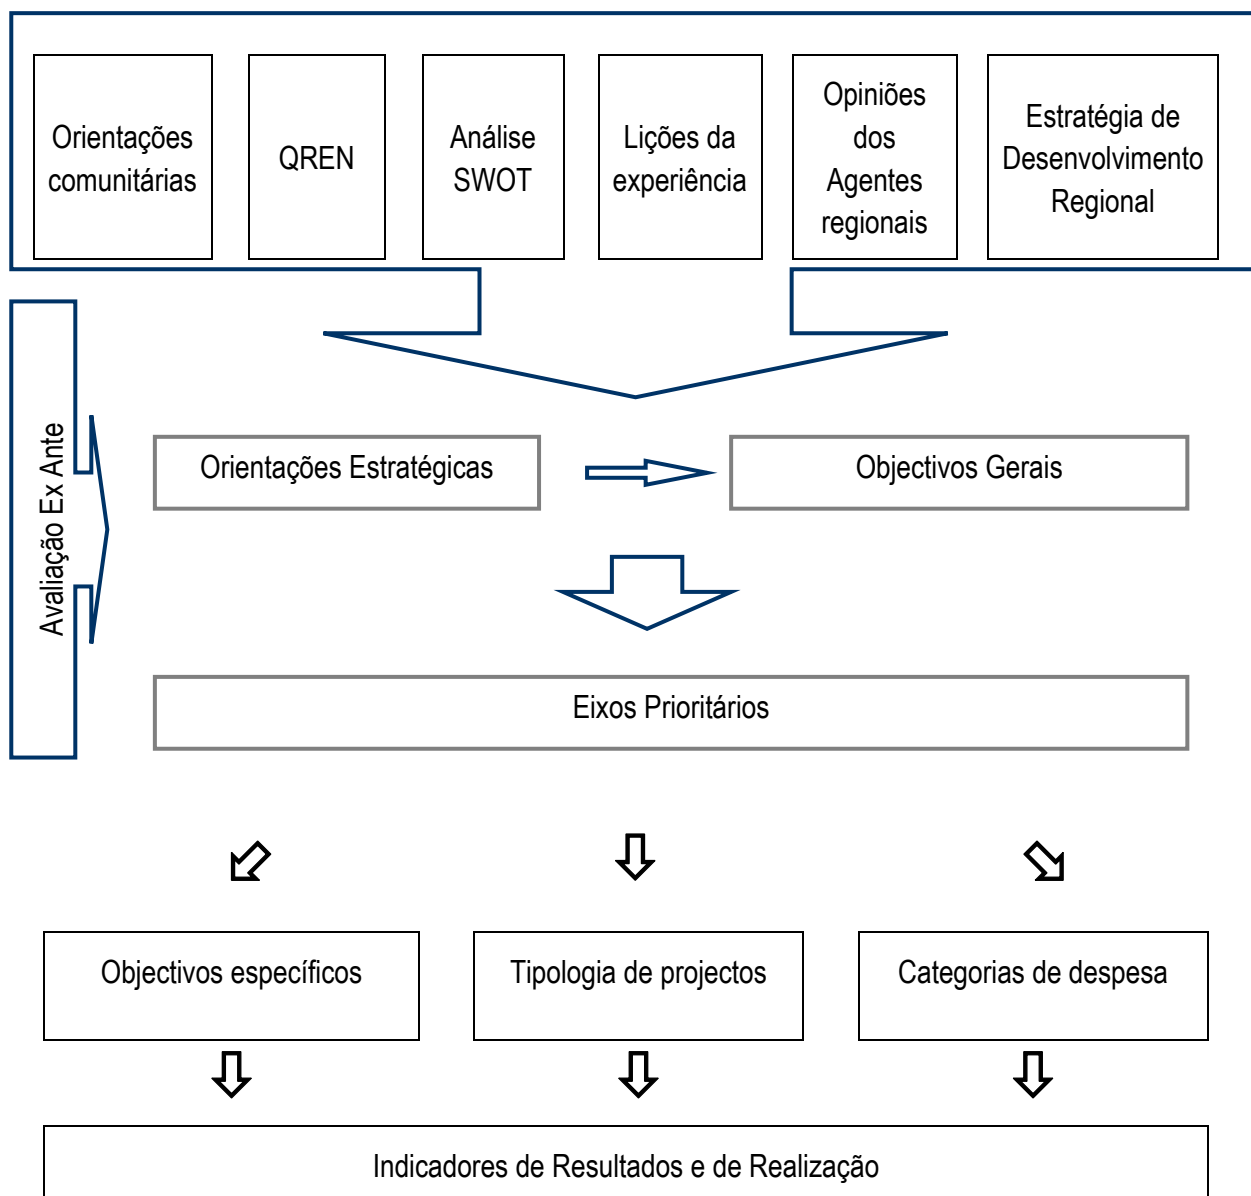 Orientações
comunitárias
QREN
Análise
SWOT
Lições da
experiência
Opiniões
dos
Agentes
regionais
Estratégia de
Desenvolvimento
Regional
Avaliação Ex Ante
Orientações Estratégicas
Objectivos Gerais
Eixos Prioritários
Objectivos específicos
Tipologia de projectos
Categorias de despesa
Indicadores de Resultados e de Realização